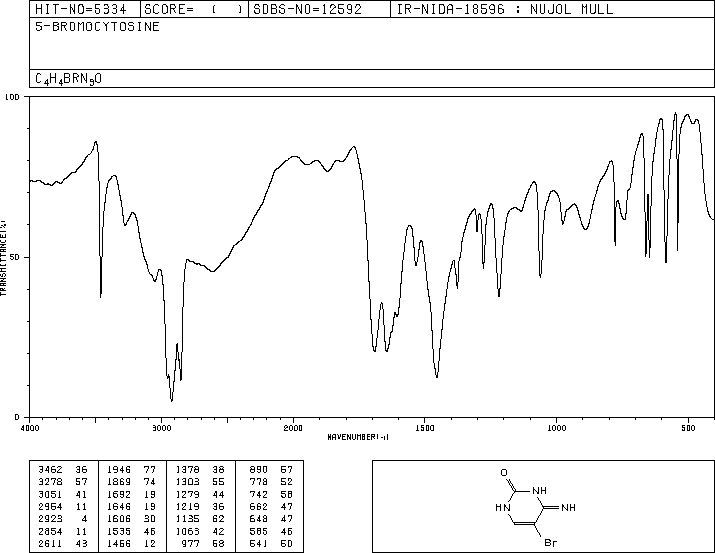 HIT-NO=5334 SCORE= ( ) SDBS-NO=12592 IR-NIDA-18596 : NUJOL MULL
5-BROMOCYTOSINE
C4H4BRN3O
100
TRANSMITTANCE(%)
50
0
4000 3000 2000 1500 1000 500
WAVENUMBER(-1)
3462 36 1946 77 1378 38 890 57
3278 57 1869 74 1303 55 778 52
3051 41 1692 19 1279 44 742 58
2954 11 1646 19 1219 36 662 47
2923 4 1606 30 1135 62 648 47
2854 11 1535 46 1063 42 585 46
2611 43 1456 12 977 58 541 50
O
NH
HN
NH
Br